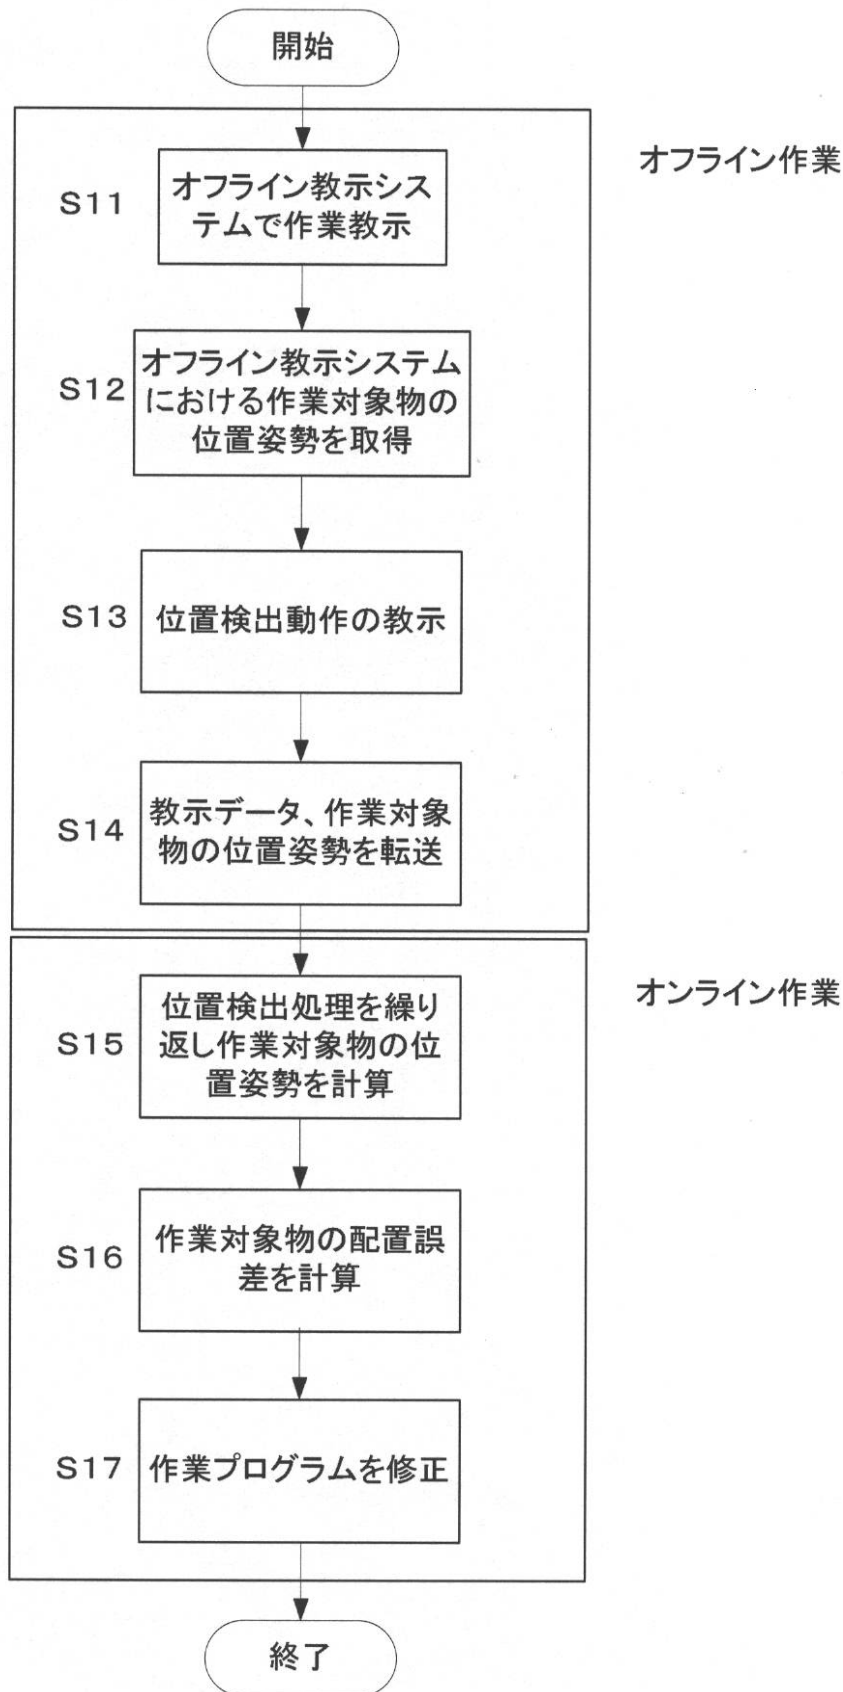 開始
オフライン作業
S11
オフライン教示シス
テムで作業教示
S12
オフライン教示システム
における作業対象物の
位置姿勢を取得
S13
位置検出動作の教示
S14
教示データ、作業対象
物の位置姿勢を転送
オンライン作業
S15
位置検出処理を繰り
返し作業対象物の位
置姿勢を計算
S16
作業対象物の配置誤
差を計算
S17
作業プログラムを修正
終了